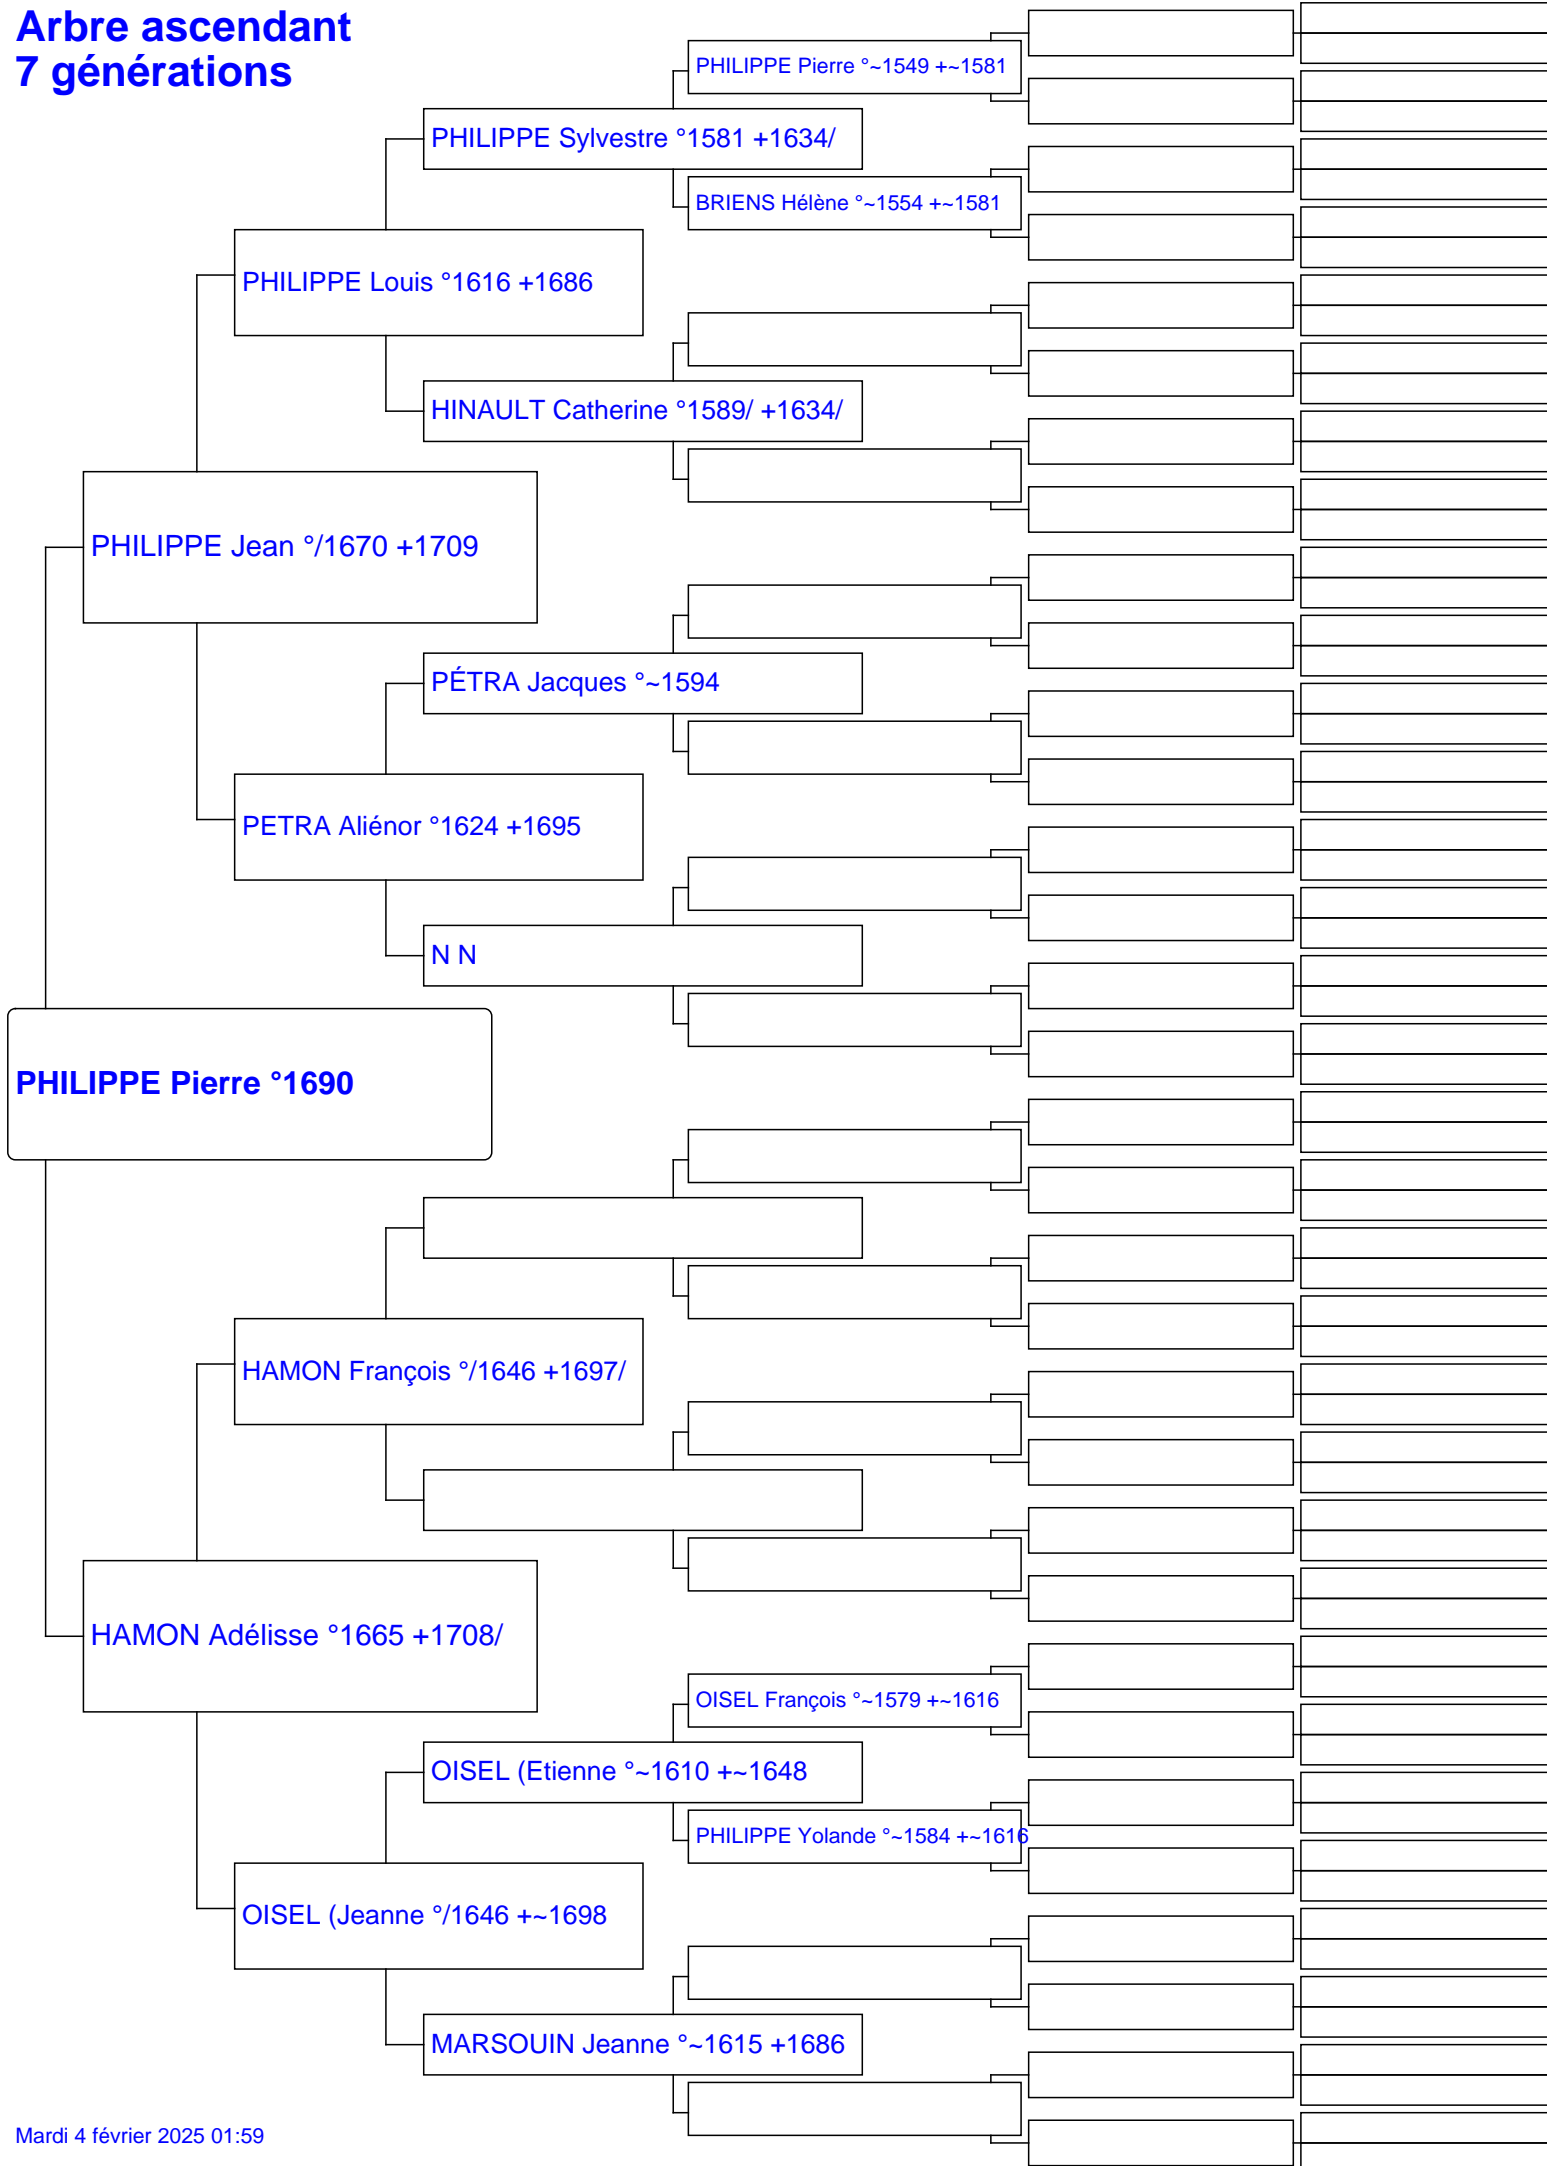 Arbre ascendant
7 générations
PHILIPPE Pierre °~1549 +~1581
PHILIPPE Sylvestre °1581 +1634/
BRIENS Hélène °~1554 +~1581
PHILIPPE Louis °1616 +1686
HINAULT Catherine °1589/ +1634/
PHILIPPE Jean °/1670 +1709
PÉTRA Jacques °~1594
PETRA Aliénor °1624 +1695
N N
PHILIPPE Pierre °1690
HAMON François °/1646 +1697/
HAMON Adélisse °1665 +1708/
OISEL François °~1579 +~1616
OISEL (Etienne °~1610 +~1648
PHILIPPE Yolande °~1584 +~1616
OISEL (Jeanne °/1646 +~1698
MARSOUIN Jeanne °~1615 +1686
Mardi 4 février 2025 01:59